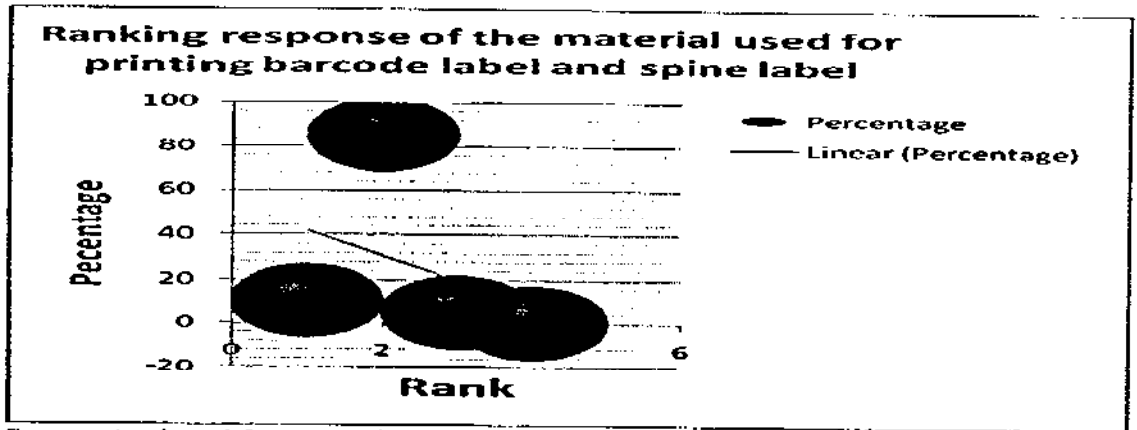 Ranking response of the material used for
printing barcode label and spine label
100
80
60
40
20
0
-20
Pecentage
0 2 6
Rank
Percentage
Linear (Percentage)